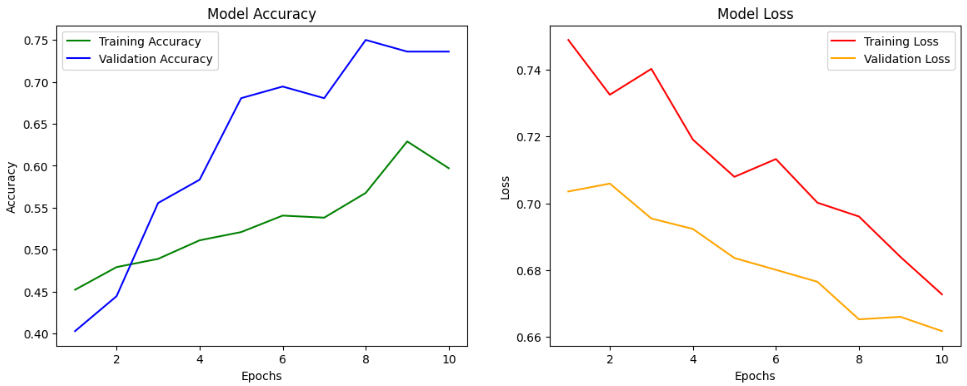 Model Accuracy
Training Accuracy
Validation Accuracy
0.75
0.70
0.65
0.60
0.55
0.50
0.45
0.40
Accuracy
2
4
6
8
10
Epochs
Model Loss
Training Loss
Validation Loss
0.74
0.72
0.70
0.68
0.66
Loss
2
4
6
8
10
Epochs